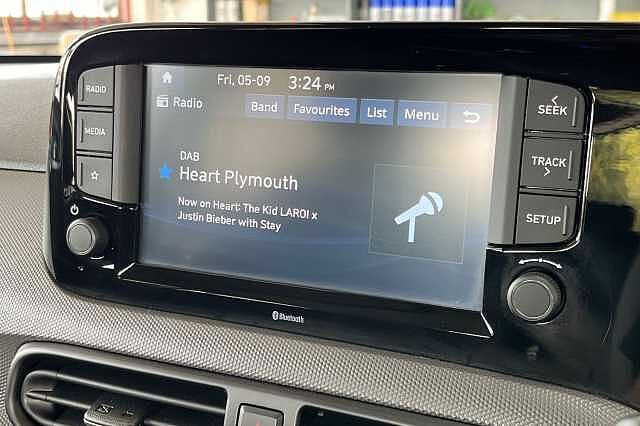 Fri, 05-09 3:24 PM
Radio Band Favourites List Menu
DAB
Heart Plymouth
Now on Heart: The Kid LAROI x
Justin Bieber with Stay
RADIO
MEDIA
SEEK
TRACK
SETUP
Bluetooth